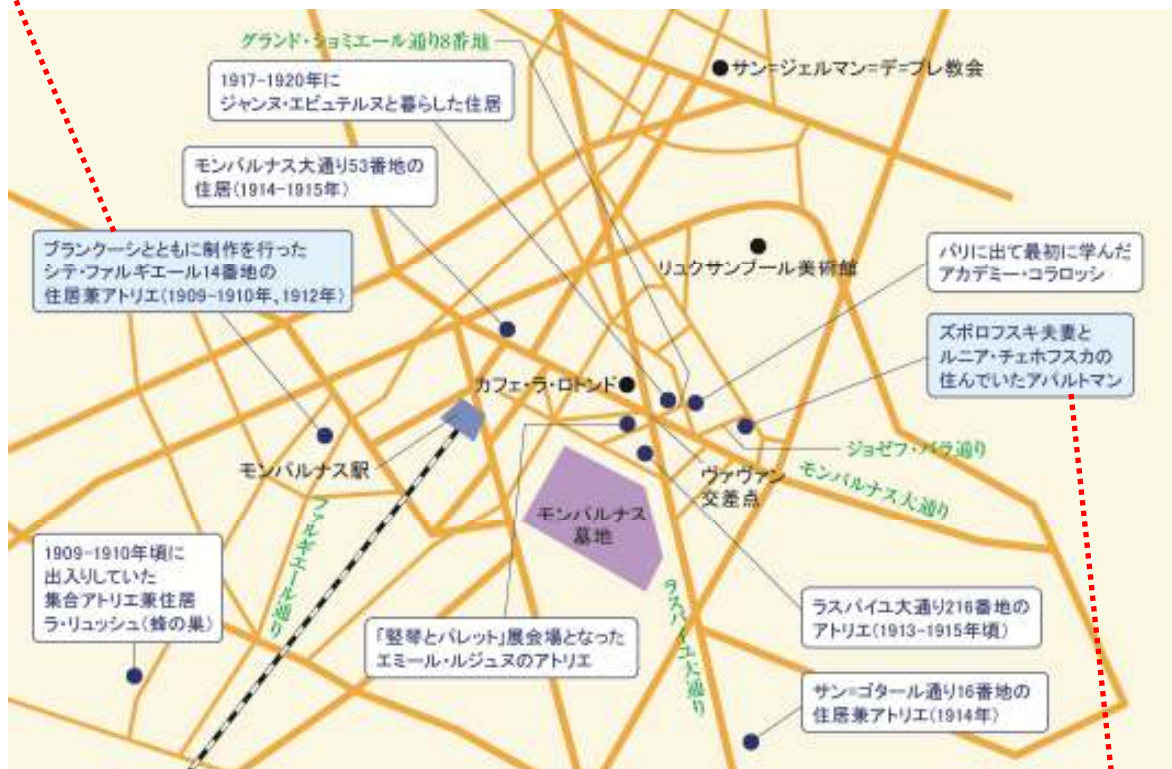 グランド・ショミエール通り8番地
サン=ジェルマン=デ=プレ教会
1917-1920年に
ジャンヌ・エビュテルヌと暮らした住居
モンパルナス大通り53番地の
住居(1914-1915年)
ブランクーシとともに制作を行った
シテ・ファルギエール14番地の
住居兼アトリエ(1909-1910年、1912年)
リュクサンブール美術館
パリに出て最初に学んだ
アカデミー・コラロッシ
ズボロフスキ夫妻と
ルニア・チェホフスカの
住んでいたアパルトマン
カフェ・ラ・ロトンド
モンパルナス駅
ジョゼフ・バラ通り
ヴァヴァン
交差点
モンパルナス大通り
モンパルナス
墓地
ファルギエール通り
1909-1910年頃に
出入りしていた
集合アトリエ兼住居
ラ・リュッシュ(蜂の巣)
「竪琴とパレット」展会場となった
エミール・ルジュヌのアトリエ
ラスパイユ大通り
ラスパイユ大通り216番地の
アトリエ(1913-1915年頃)
サン=ゴタール通り16番地の
住居兼アトリエ(1914年)